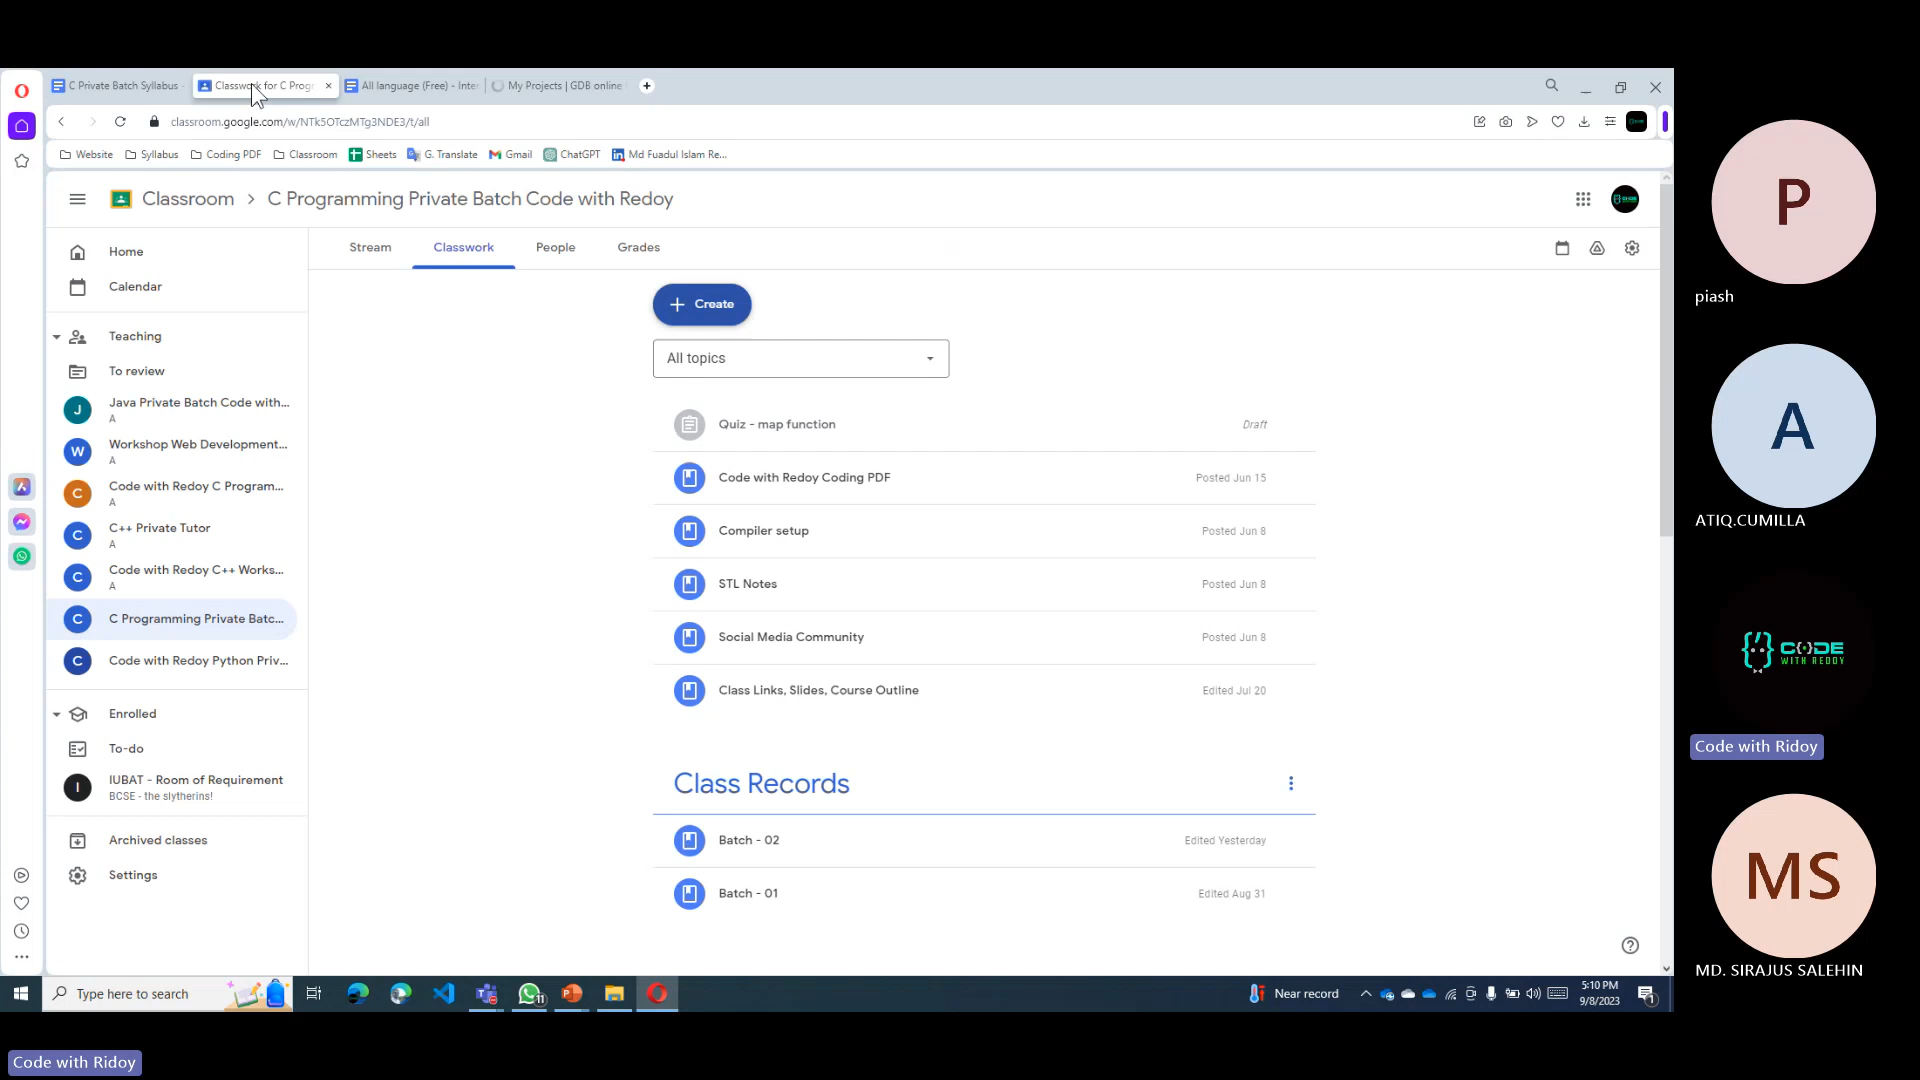 C Private Batch Syllabus
Classwork for C Progr
All language (Free) - Inter
My Projects | GDB online
classroom.google.com/w/NTk5OTczMTg3NDE3/t/all
Website
Syllabus
Coding PDF
Classroom
Sheets
G. Translate
Gmail
ChatGPT
Md Fuadul Islam Re...
Classroom > C Programming Private Batch Code with Redoy
Home
Calendar
Teaching
To review
J
Java Private Batch Code with...
A
W
Workshop Web Development...
A
C
Code with Redoy C Program...
A
C
C++ Private Tutor
A
C
Code with Redoy C++ Works...
A
C
C Programming Private Batc...
C
Code with Redoy Python Priv...
Enrolled
To-do
I
IUBAT - Room of Requirement
BCSE - the slytherins!
Archived classes
Settings
Stream
Classwork
People
Grades
+ Create
All topics
Quiz - map function
Draft
Code with Redoy Coding PDF
Posted Jun 15
Compiler setup
Posted Jun 8
STL Notes
Posted Jun 8
Social Media Community
Posted Jun 8
Class Links, Slides, Course Outline
Edited Jul 20
Class Records
Batch - 02
Edited Yesterday
Batch - 01
Edited Aug 31
Type here to search
11
Near record
5:10 PM
9/8/2023
1
P
piash
A
ATIQ.CUMILLA
CODE
WITH REDOY
Code with Ridoy
MS
MD. SIRAJUS SALEHIN
Code with Ridoy